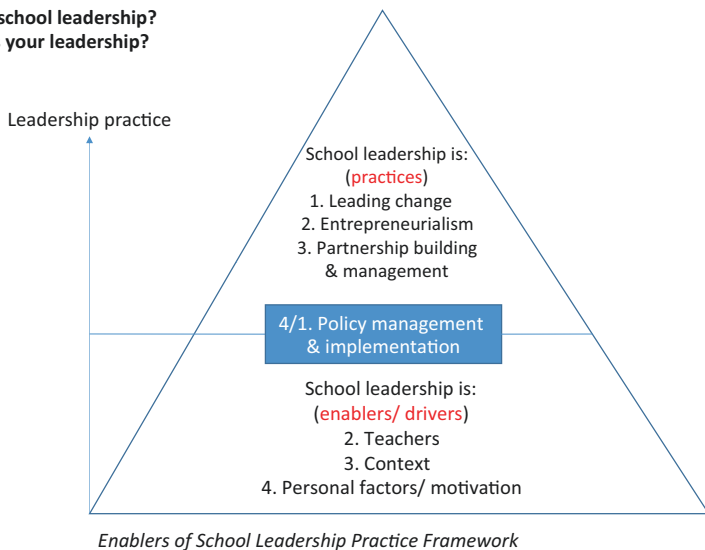 school leadership?
your leadership?
Leadership practice
School leadership is:
(practices)
1. Leading change
2. Entrepreneurialism
3. Partnership building
& management
4/1. Policy management
& implementation
School leadership is:
(enablers/ drivers)
2. Teachers
3. Context
4. Personal factors/ motivation
Enablers of School Leadership Practice Framework